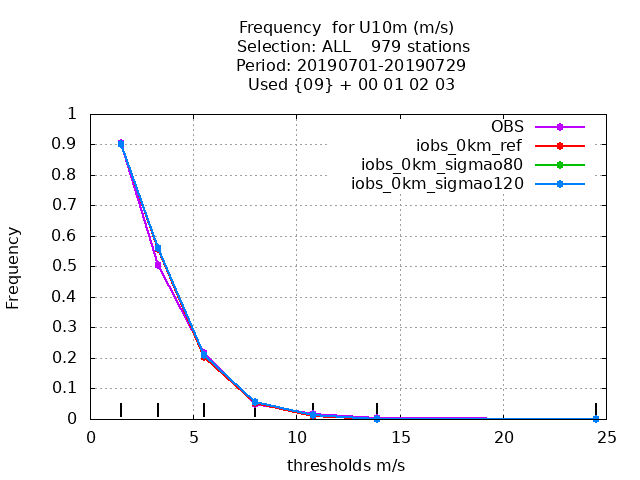 Frequency  for U10m (m/s)
Selection: ALL    979 stations
Period: 20190701-20190729
Used {09} + 00 01 02 03
OBS
iobs_0km_ref
iobs_0km_sigmao80
iobs_0km_sigmao120
1
0.9
0.8
0.7
0.6
0.5
0.4
0.3
0.2
0.1
0
Frequency
0 5 10 15 20 25
thresholds m/s